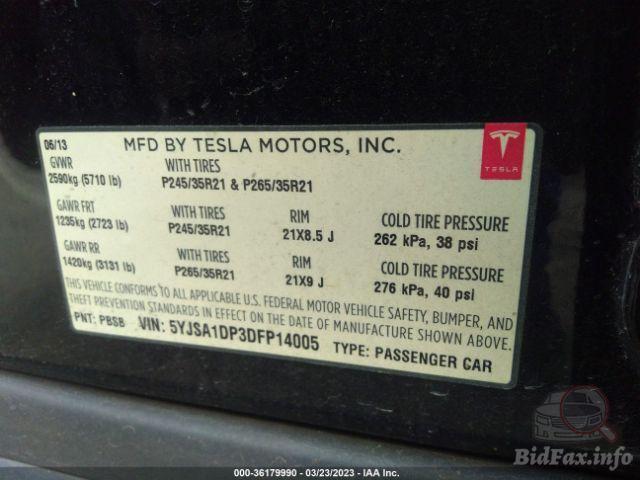 06/13 MFD BY TESLA MOTORS, INC.
TESLA
GVWR WITH TIRES
2590kg (5710 lb) P245/35R21 & P265/35R21
GAWR FRT WITH TIRES RIM COLD TIRE PRESSURE
1235kg (2723 lb) P245/35R21 21X8.5 J 262 kPa, 38 psi
GAWR RR WITH TIRES RIM COLD TIRE PRESSURE
1420kg (3131 lb) P265/35R21 21X9 J 276 kPa, 40 psi
THIS VEHICLE CONFORMS TO ALL APPLICABLE U.S. FEDERAL MOTOR VEHICLE SAFETY, BUMPER, AND
THEFT PREVENTION STANDARDS IN EFFECT ON THE DATE OF MANUFACTURE SHOWN ABOVE.
PNT: PBSB VIN: 5YJSA1DP3DFP14005 TYPE: PASSENGER CAR
BidFax.info
000-36179990 — 03/23/2023 — IAA Inc.